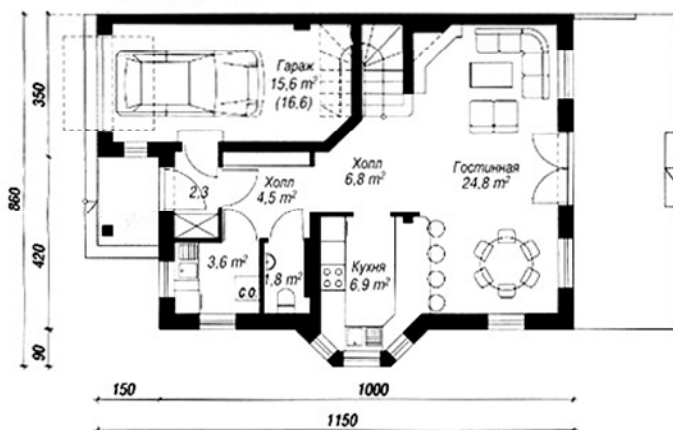 Гараж
15,6 m²
(16,6)
350
860
420
90
2,3
Холл
4,5 m²
Холл
6,8 m²
Гостинная
24,8 m²
3,6 m²
С.О.
1,8 m²
Кухня
6,9 m²
150
1000
1150